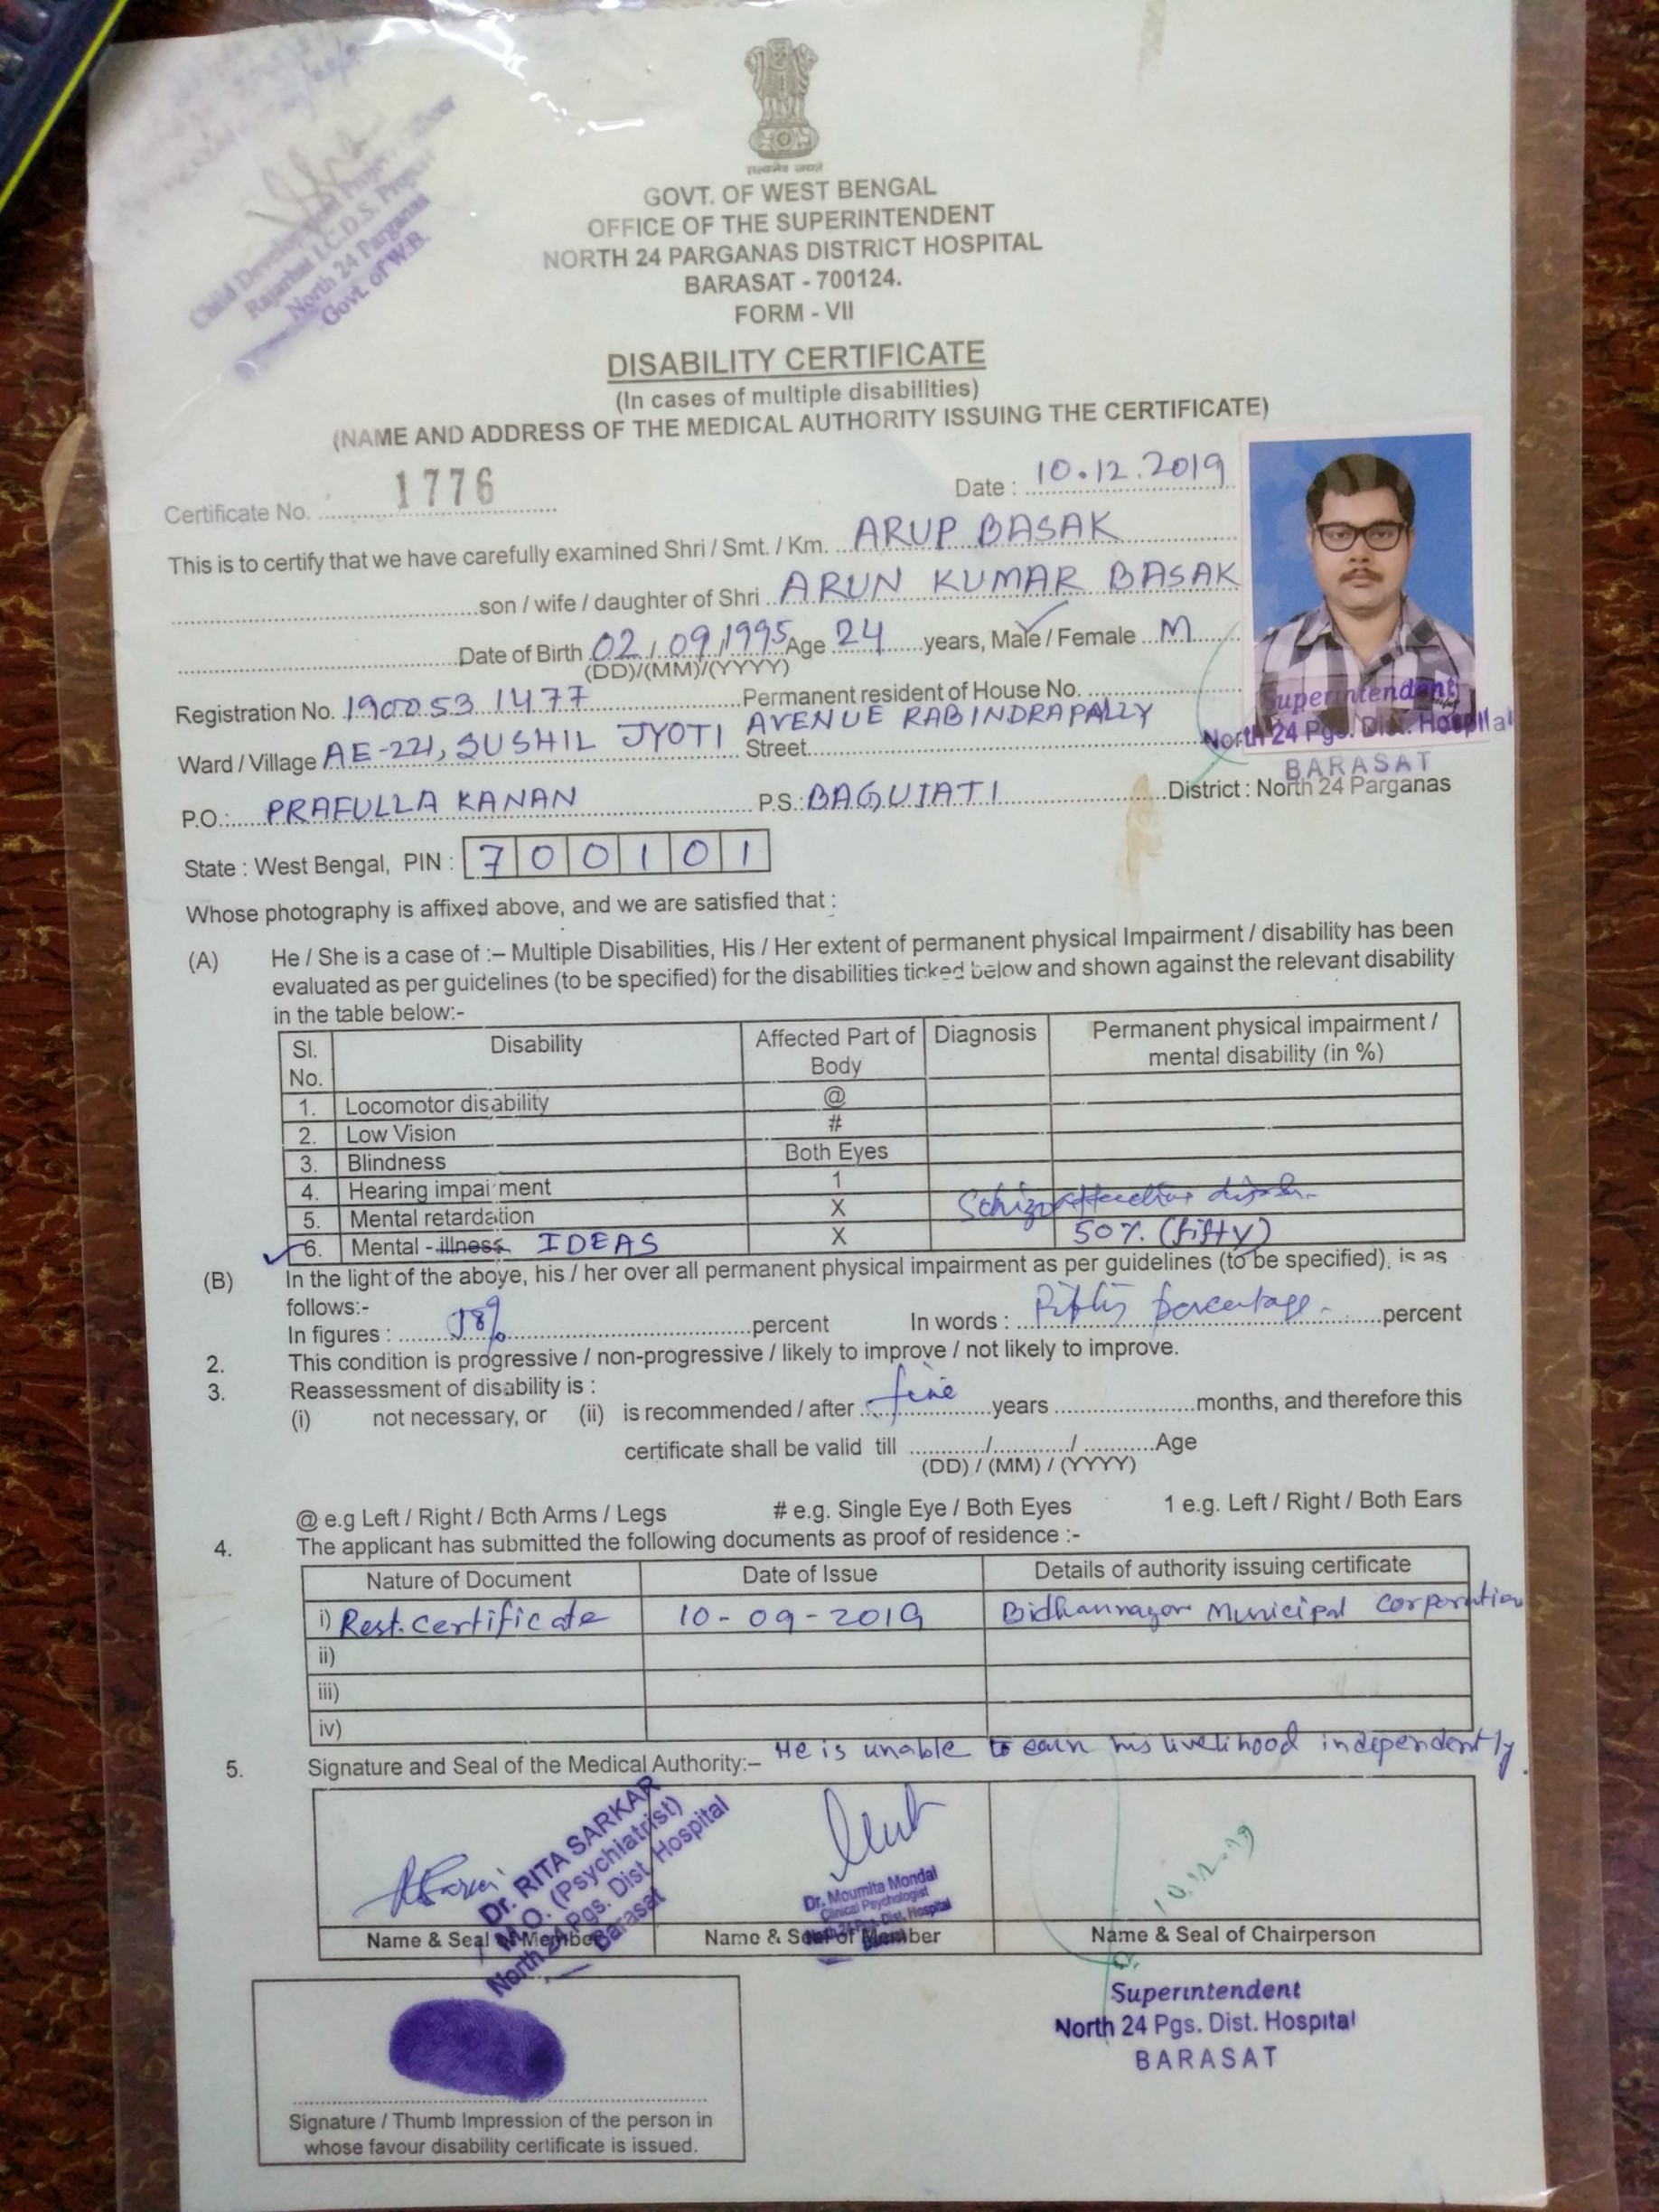 सत्यमेव जयते
GOVT. OF WEST BENGAL
OFFICE OF THE SUPERINTENDENT
NORTH 24 PARGANAS DISTRICT HOSPITAL
BARASAT - 700124.
FORM - VII
Child Development Project Officer
Rajarhat I.C.D.S. Project
North 24 Parganas
Govt. of W.B.
DISABILITY CERTIFICATE
(In cases of multiple disabilities)
(NAME AND ADDRESS OF THE MEDICAL AUTHORITY ISSUING THE CERTIFICATE)
Certificate No. 1776 Date : 10.12.2019
This is to certify that we have carefully examined Shri / Smt. / Km. ARUP BASAK
son / wife / daughter of Shri ARUN KUMAR BASAK
Date of Birth 02/09/1995 Age 24 years, Male / Female M
(DD)/(MM)/(YYYY)
Registration No. 1900531477 Permanent resident of House No.
Ward / Village AE-221, SUSHIL JYOTI AVENUE RABINDRAPALLY Street
Superintendent
North 24 Pgs. Dist. Hospital
BARASAT
P.O.: PRAFULLA KANAN P.S.: BAGUIATI District : North 24 Parganas
State : West Bengal, PIN : 700101
Whose photography is affixed above, and we are satisfied that :
(A) He / She is a case of :– Multiple Disabilities, His / Her extent of permanent physical Impairment / disability has been
evaluated as per guidelines (to be specified) for the disabilities ticked below and shown against the relevant disability
in the table below:-
Sl. No. Disability Affected Part of Body Diagnosis Permanent physical impairment / mental disability (in %)
1. Locomotor disability @
2. Low Vision #
3. Blindness Both Eyes
4. Hearing impairment 1
5. Mental retardation X Schizoaffective
6. Mental - illness IDEAS X 50% (fifty)
(B) In the light of the above, his / her over all permanent physical impairment as per guidelines (to be specified), is as
follows:-
In figures : percent In words : percentage percent
2. This condition is progressive / non-progressive / likely to improve / not likely to improve.
3. Reassessment of disability is :
(i) not necessary, or (ii) is recommended / after five years months, and therefore this
certificate shall be valid till / / Age
(DD) / (MM) / (YYYY)
@ e.g Left / Right / Both Arms / Legs # e.g. Single Eye / Both Eyes 1 e.g. Left / Right / Both Ears
4. The applicant has submitted the following documents as proof of residence :-
Nature of Document Date of Issue Details of authority issuing certificate
i) Rest. certificate 10-09-2019 Bidhannagar Municipal Corporation
ii)
iii)
iv)
5. Signature and Seal of the Medical Authority:– He is unable to earn his livelihood independently.
Dr. RITA SARKAR
M.O. (Psychiatrist)
North 24 Pgs. Dist. Hospital
Barasat
Dr. Moumita Mondal
Clinical Psychologist
North 24 Pgs. Dist. Hospital
10.12.19
Name & Seal of Member Name & Seal of Member Name & Seal of Chairperson
Superintendent
North 24 Pgs. Dist. Hospital
BARASAT
Signature / Thumb Impression of the person in
whose favour disability certificate is issued.